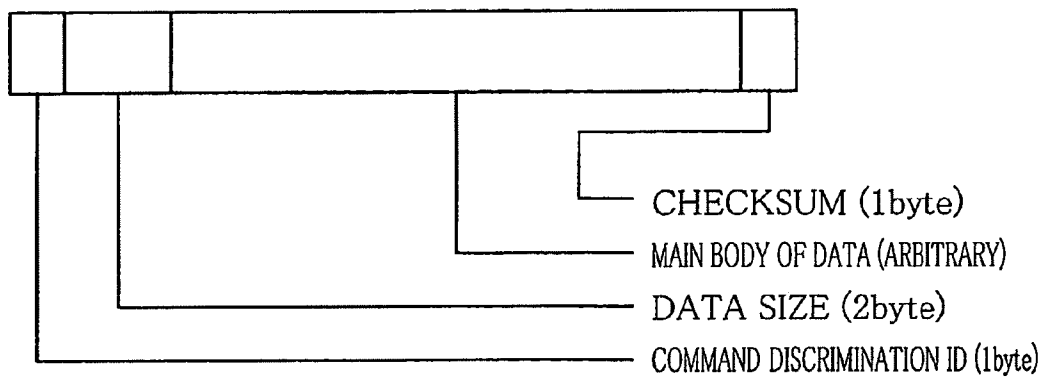 CHECKSUM (1byte)
MAIN BODY OF DATA (ARBITRARY)
DATA SIZE (2byte)
COMMAND DISCRIMINATION ID (1byte)